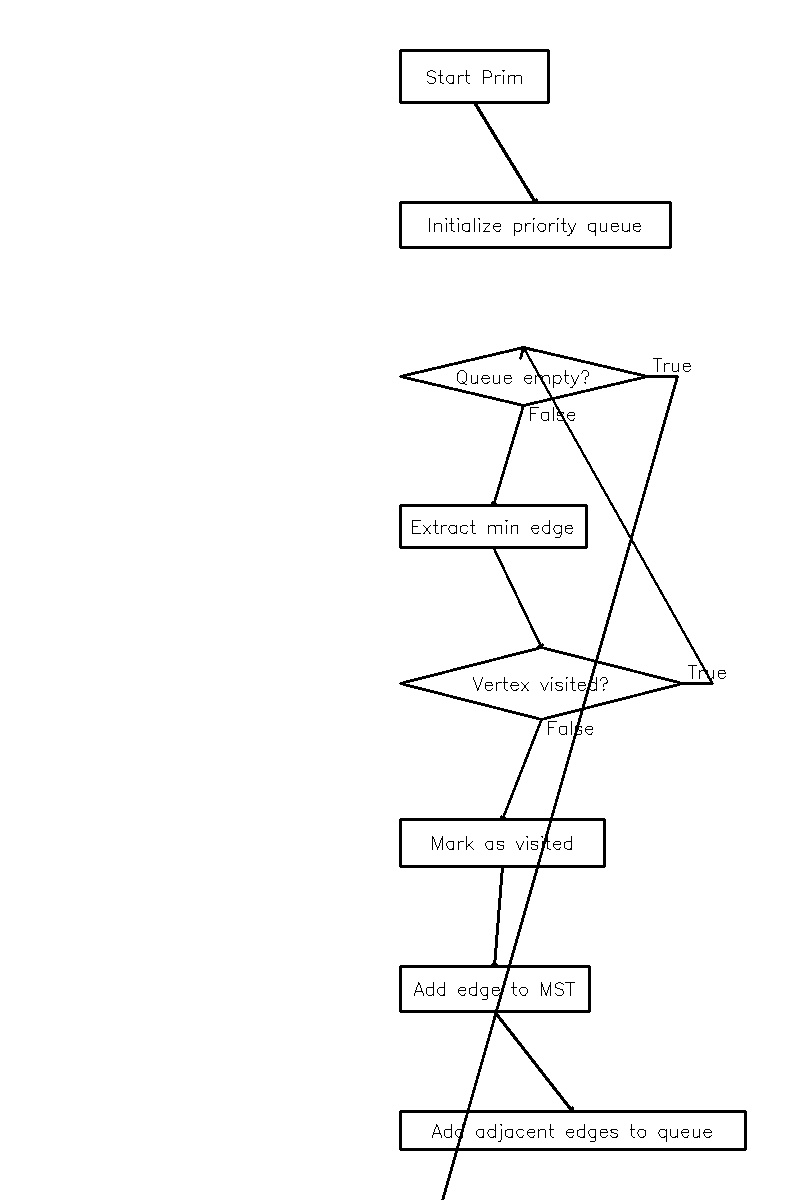 Start Prim
Initialize priority queue
True
Queue empty?
False
Extract min edge
True
Vertex visited?
False
Mark as visited
Add edge to MST
Add adjacent edges to queue